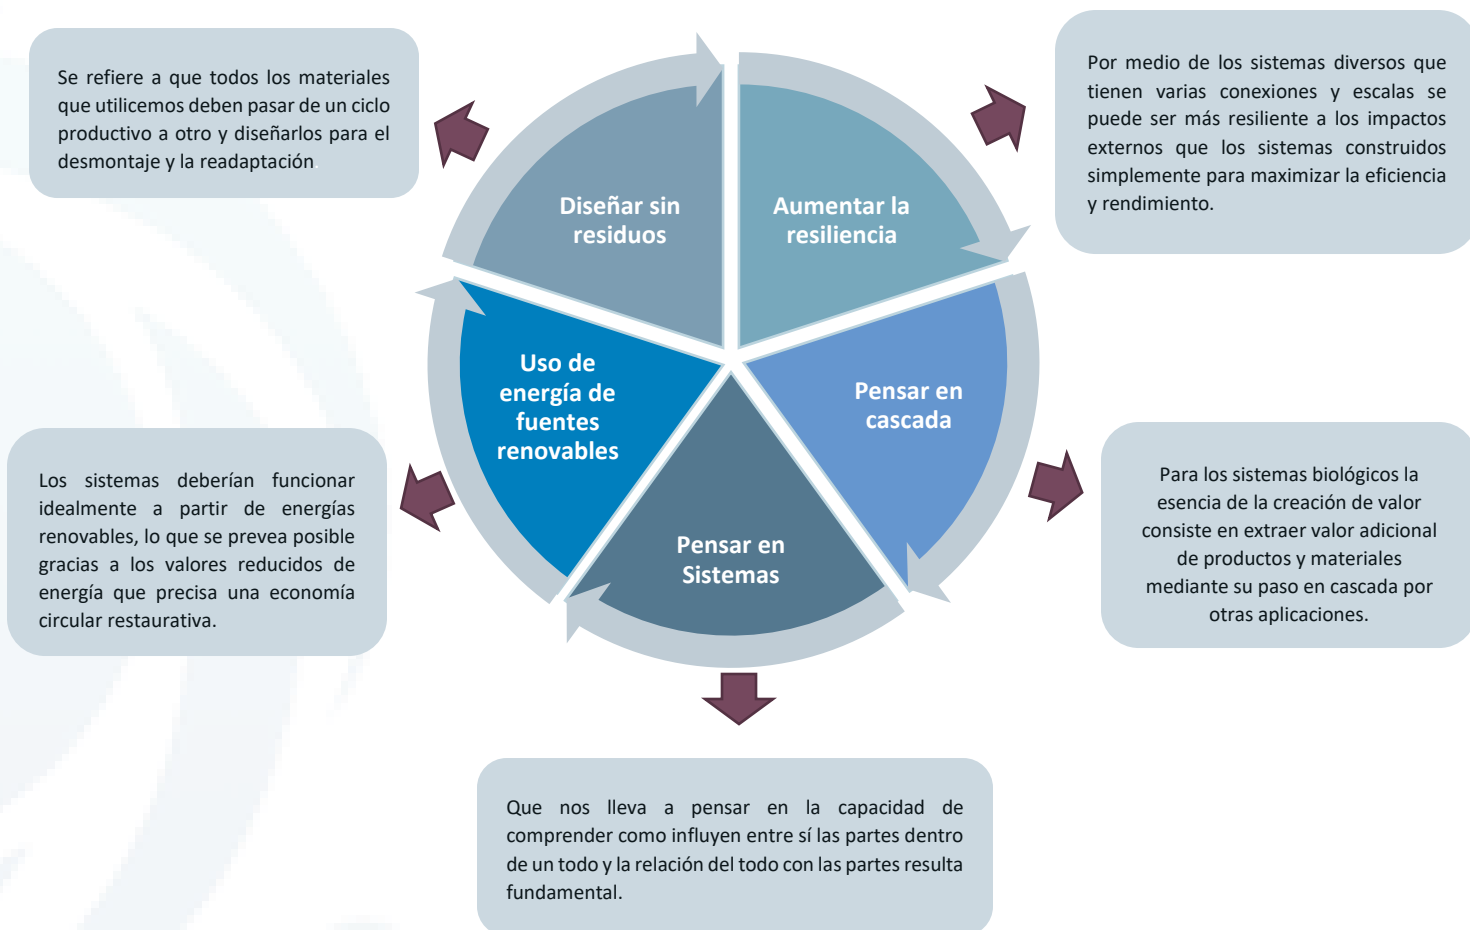 Se refiere a que todos los materiales
que utilicemos deben pasar de un ciclo
productivo a otro y diseñarlos para el
desmontaje y la readaptación
Por medio de los sistemas diversos que
tienen varias conexiones y escalas se
puede ser más resiliente a los impactos
externos que los sistemas construidos
simplemente para maximizar la eficiencia
y rendimiento.
Diseñar sin
residuos
Aumentar la
resiliencia
Uso de
energía de
fuentes
renovables
Pensar en
cascada
Pensar en
Sistemas
Los sistemas deberían funcionar
idealmente a partir de energías
renovables, lo que se prevea posible
gracias a los valores reducidos de
energía que precisa una economía
circular restaurativa.
Para los sistemas biológicos la
esencia de la creación de valor
consiste en extraer valor adicional
de productos y materiales
mediante su paso en cascada por
otras aplicaciones.
Que nos lleva a pensar en la capacidad de
comprender como influyen entre sí las partes dentro
de un todo y la relación del todo con las partes resulta
fundamental.